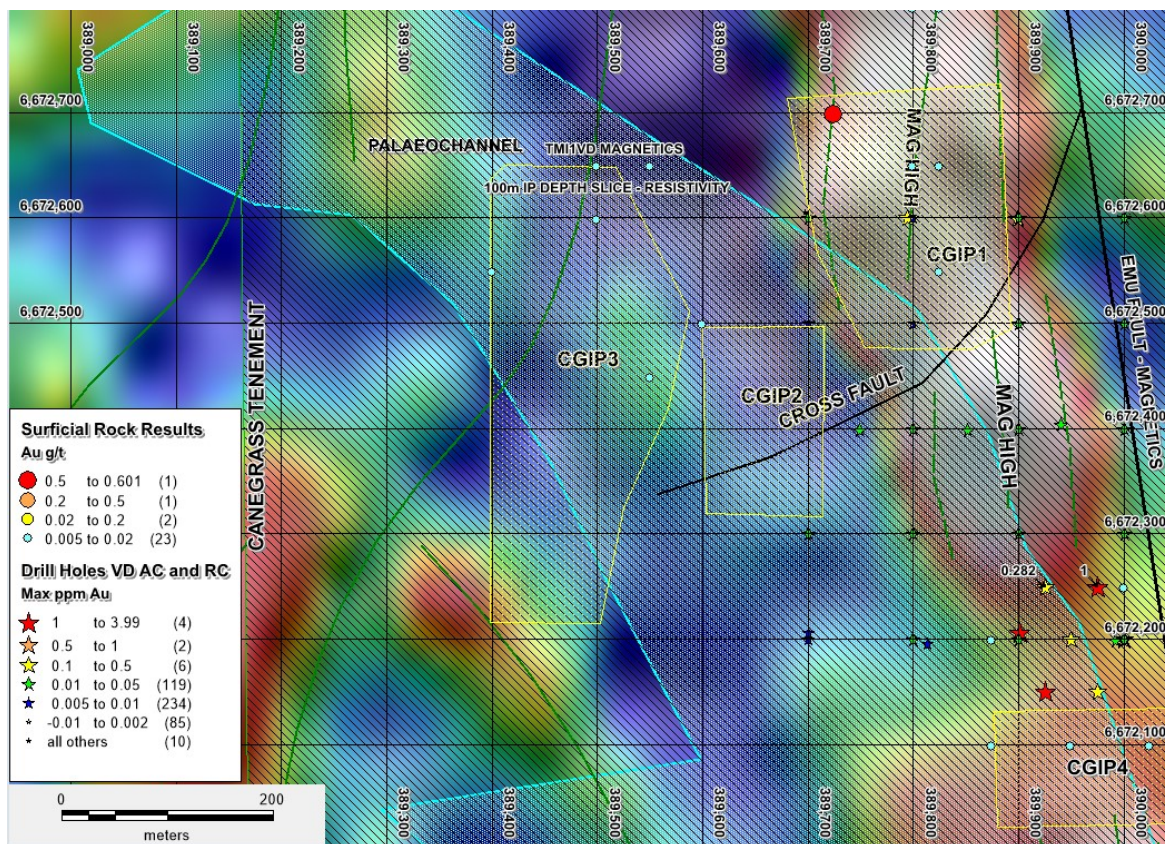 389,000
389,100
389,200
389,300
389,400
389,500
389,600
389,700
389,800
389,900
390,000
6,672,700
6,672,700
PALAEOCHANNEL
TMI1VD MAGNETICS
100m IP DEPTH SLICE - RESISTIVITY
MAG HIGH
6,672,600
6,672,600
CGIP1
EMU FAULT - MAGNETICS
6,672,500
6,672,500
CANEGRASS TENEMENT
CGIP3
CGIP2
CROSS FAULT
MAG HIGH
6,672,400
6,672,300
0.282
1
6,672,200
6,672,100
CGIP4
Surficial Rock Results
Au g/t
0.5 to 0.601 (1)
0.2 to 0.5 (1)
0.02 to 0.2 (2)
0.005 to 0.02 (23)
Drill Holes VD AC and RC
Max ppm Au
1 to 3.99 (4)
0.5 to 1 (2)
0.1 to 0.5 (6)
0.01 to 0.05 (119)
0.005 to 0.01 (234)
-0.01 to 0.002 (85)
all others (10)
0 200
meters
389,300
389,400
389,500
389,600
389,700
389,800
389,900
390,000